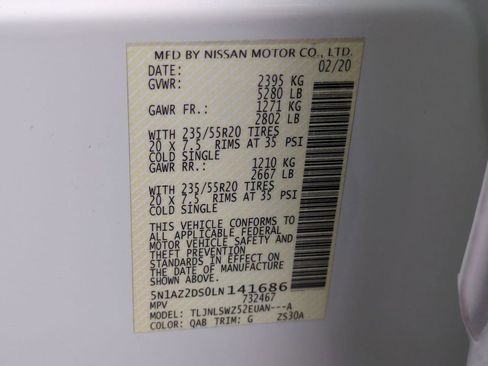 MFD BY NISSAN MOTOR CO., LTD.
DATE: 02/20
GVWR: 2395 KG
5280 LB
GAWR FR.: 1271 KG
2802 LB
WITH 235/55R20 TIRES
20 X 7.5 RIMS AT 35 PSI
COLD SINGLE
GAWR RR.: 1210 KG
2667 LB
WITH 235/55R20 TIRES
20 X 7.5 RIMS AT 35 PSI
COLD SINGLE
THIS VEHICLE CONFORMS TO
ALL APPLICABLE FEDERAL
MOTOR VEHICLE SAFETY AND
THEFT PREVENTION
STANDARDS IN EFFECT ON
THE DATE OF MANUFACTURE
SHOWN ABOVE.
5N1AZ2DS0LN141686
MPV 732467
MODEL: TLJNLSWZ52EUAN---A
COLOR: QAB TRIM: G ZS30A